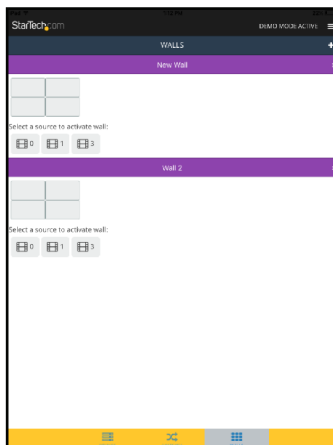 StarTech.com
DEMO MODE ACTIVE
WALLS
New Wall
Select a source to activate wall:
0 1 3
Wall 2
Select a source to activate wall:
0 1 3